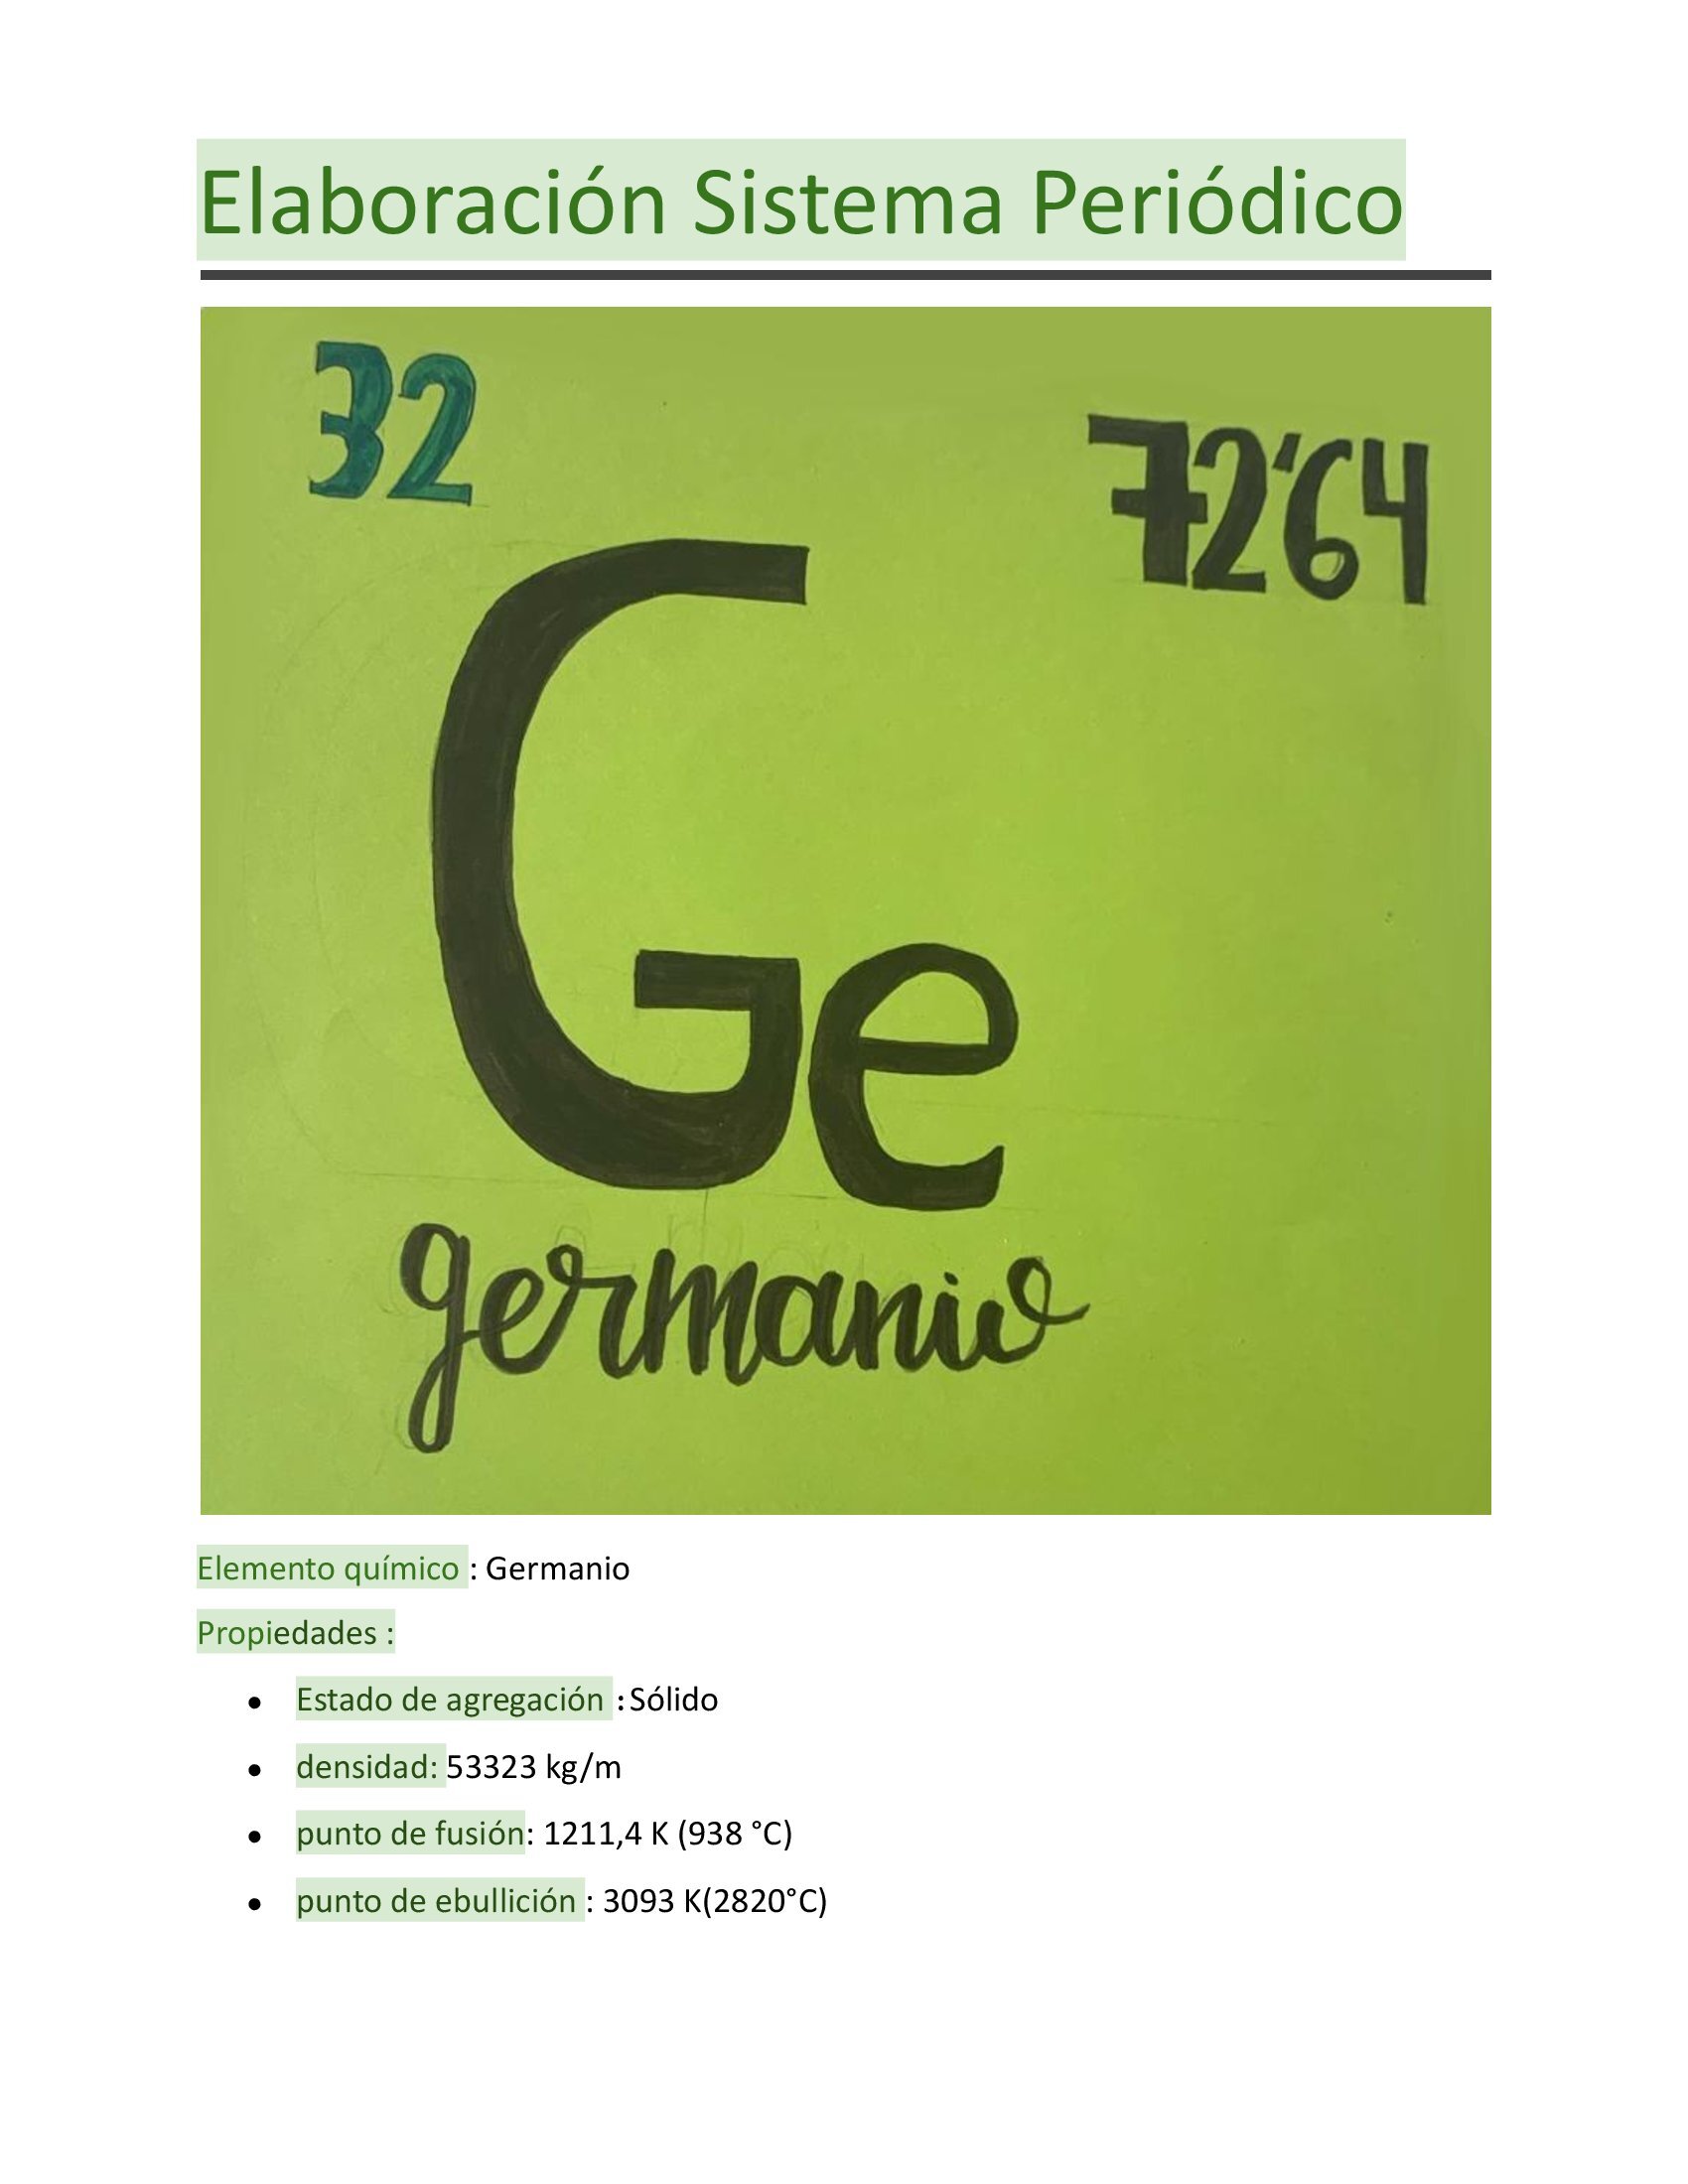 Elaboración Sistema Periódico
32
72'64
Ge
germanio
Elemento químico : Germanio
Propiedades :
• Estado de agregación : Sólido
• densidad: 53323 kg/m
• punto de fusión: 1211,4 K (938 °C)
• punto de ebullición : 3093 K(2820°C)